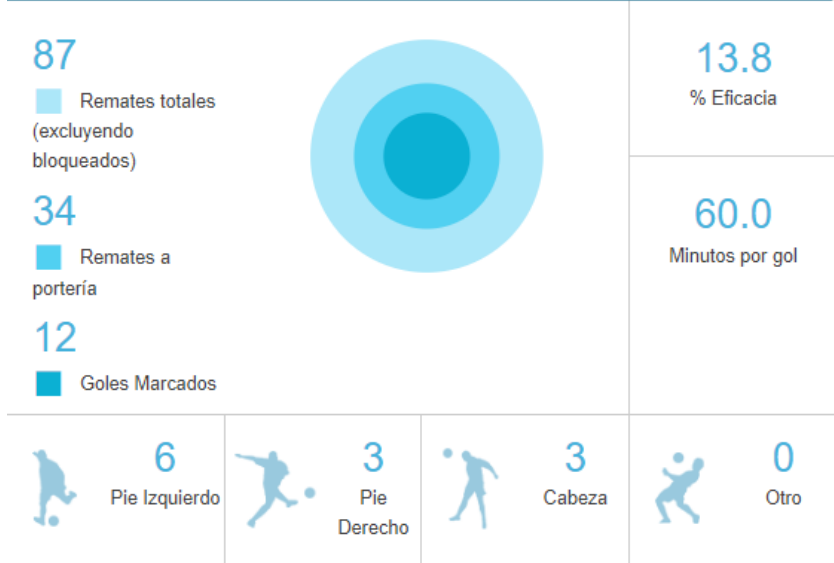 87
Remates totales
(excluyendo
bloqueados)
34
Remates a
portería
12
Goles Marcados
13.8
% Eficacia
60.0
Minutos por gol
6
Pie Izquierdo
3
Pie
Derecho
3
Cabeza
0
Otro